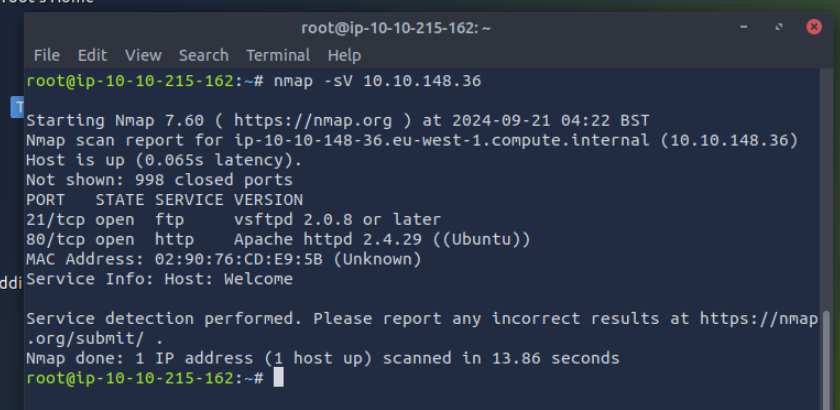 root@ip-10-10-215-162: ~
File Edit View Search Terminal Help
root@ip-10-10-215-162:~# nmap -sV 10.10.148.36
Starting Nmap 7.60 ( https://nmap.org ) at 2024-09-21 04:22 BST
Nmap scan report for ip-10-10-148-36.eu-west-1.compute.internal (10.10.148.36)
Host is up (0.065s latency).
Not shown: 998 closed ports
PORT   STATE SERVICE VERSION
21/tcp open  ftp     vsftpd 2.0.8 or later
80/tcp open  http    Apache httpd 2.4.29 ((Ubuntu))
MAC Address: 02:90:76:CD:E9:5B (Unknown)
ddi
Service Info: Host: Welcome
Service detection performed. Please report any incorrect results at https://nmap
.org/submit/ .
Nmap done: 1 IP address (1 host up) scanned in 13.86 seconds
root@ip-10-10-215-162:~#